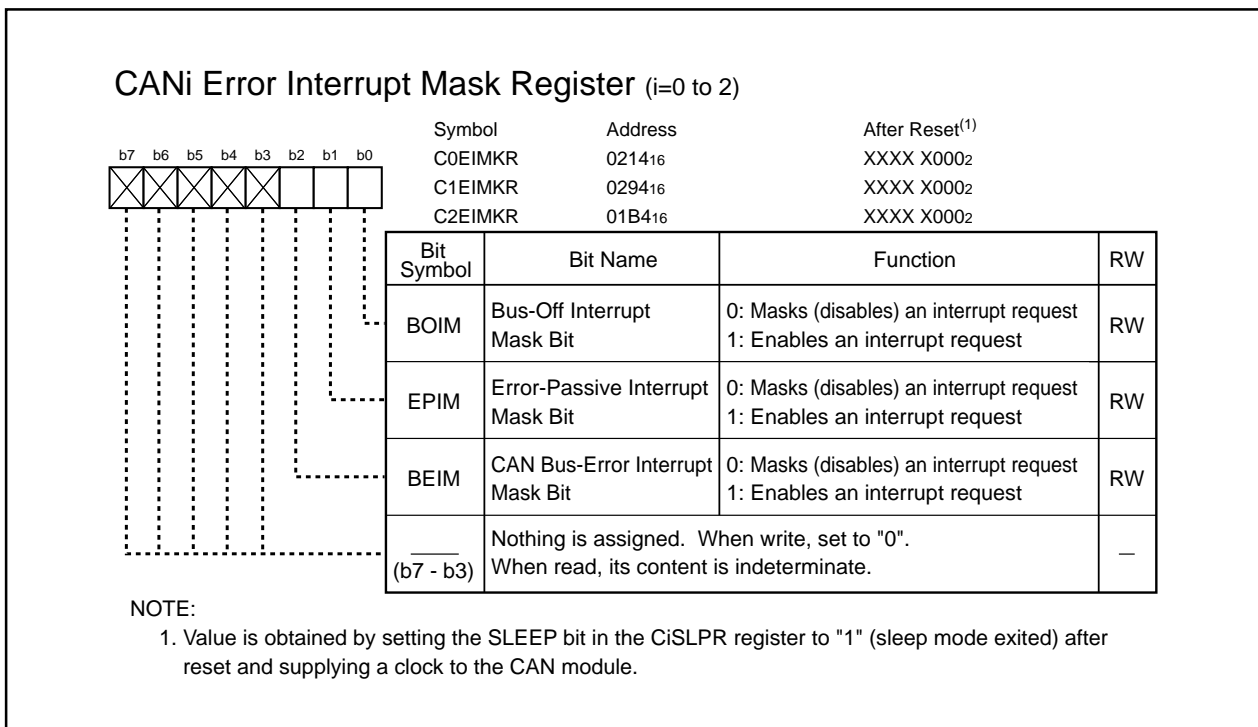 CANi Error Interrupt Mask Register (i=0 to 2)
Symbol Address After Reset(1)
b7 b6 b5 b4 b3 b2 b1 b0
C0EIMKR 021416 XXXX X0002
C1EIMKR 029416 XXXX X0002
C2EIMKR 01B416 XXXX X0002
Bit Symbol Bit Name Function RW
BOIM Bus-Off Interrupt Mask Bit 0: Masks (disables) an interrupt request
1: Enables an interrupt request RW
EPIM Error-Passive Interrupt Mask Bit 0: Masks (disables) an interrupt request
1: Enables an interrupt request RW
BEIM CAN Bus-Error Interrupt Mask Bit 0: Masks (disables) an interrupt request
1: Enables an interrupt request RW
(b7 - b3) Nothing is assigned. When write, set to "0".
When read, its content is indeterminate. —
NOTE:
1. Value is obtained by setting the SLEEP bit in the CiSLPR register to "1" (sleep mode exited) after
reset and supplying a clock to the CAN module.